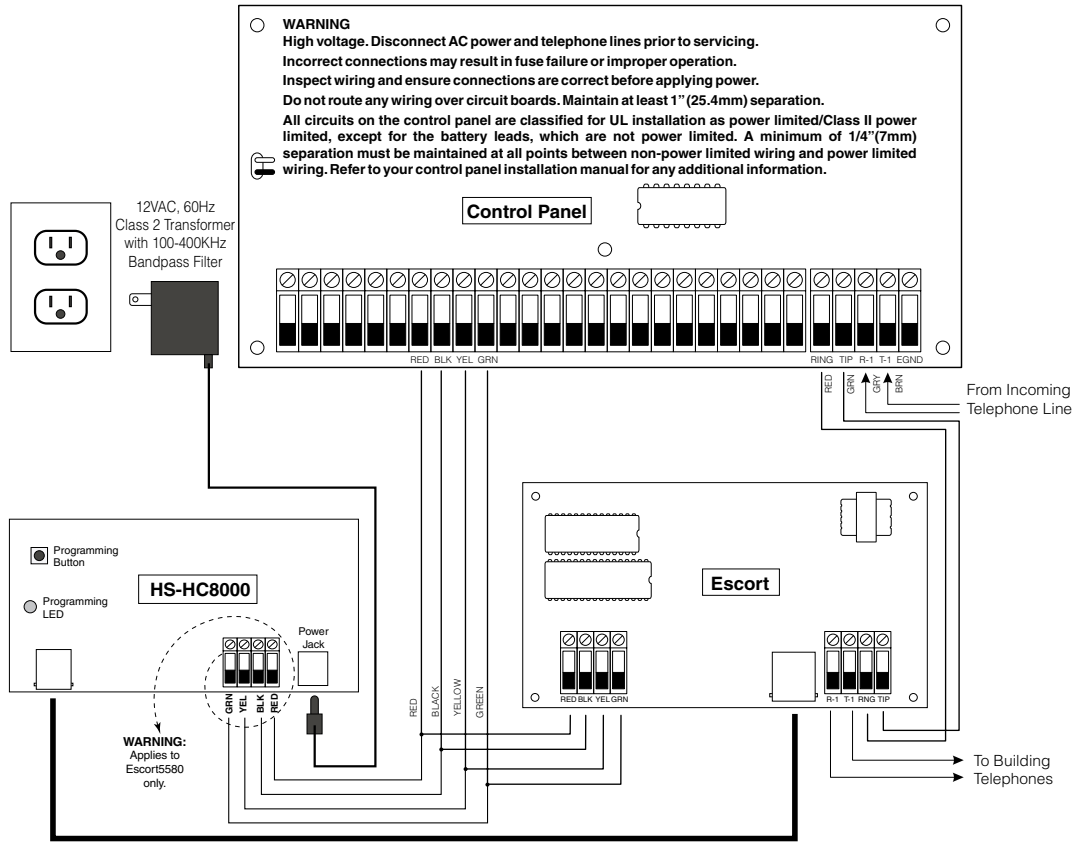 WARNING
High voltage. Disconnect AC power and telephone lines prior to servicing.
Incorrect connections may result in fuse failure or improper operation.
Inspect wiring and ensure connections are correct before applying power.
Do not route any wiring over circuit boards. Maintain at least 1” (25.4mm) separation.
All circuits on the control panel are classified for UL installation as power limited/Class II power
limited, except for the battery leads, which are not power limited. A minimum of 1/4”(7mm)
separation must be maintained at all points between non-power limited wiring and power limited
wiring. Refer to your control panel installation manual for any additional information.
Control Panel
12VAC, 60Hz
Class 2 Transformer
with 100-400KHz
Bandpass Filter
RED BLK YEL GRN
RING TIP R-1 T-1 EGND
RED
GRN
GRY
BRN
From Incoming
Telephone Line
Programming
Button
Programming
LED
HS-HC8000
Power
Jack
GRN
YEL
BLK
RED
WARNING:
Applies to
Escort5580
only.
RED
BLACK
YELLOW
GREEN
Escort
RED BLK YEL GRN
R-1 T-1 RNG TIP
To Building
Telephones